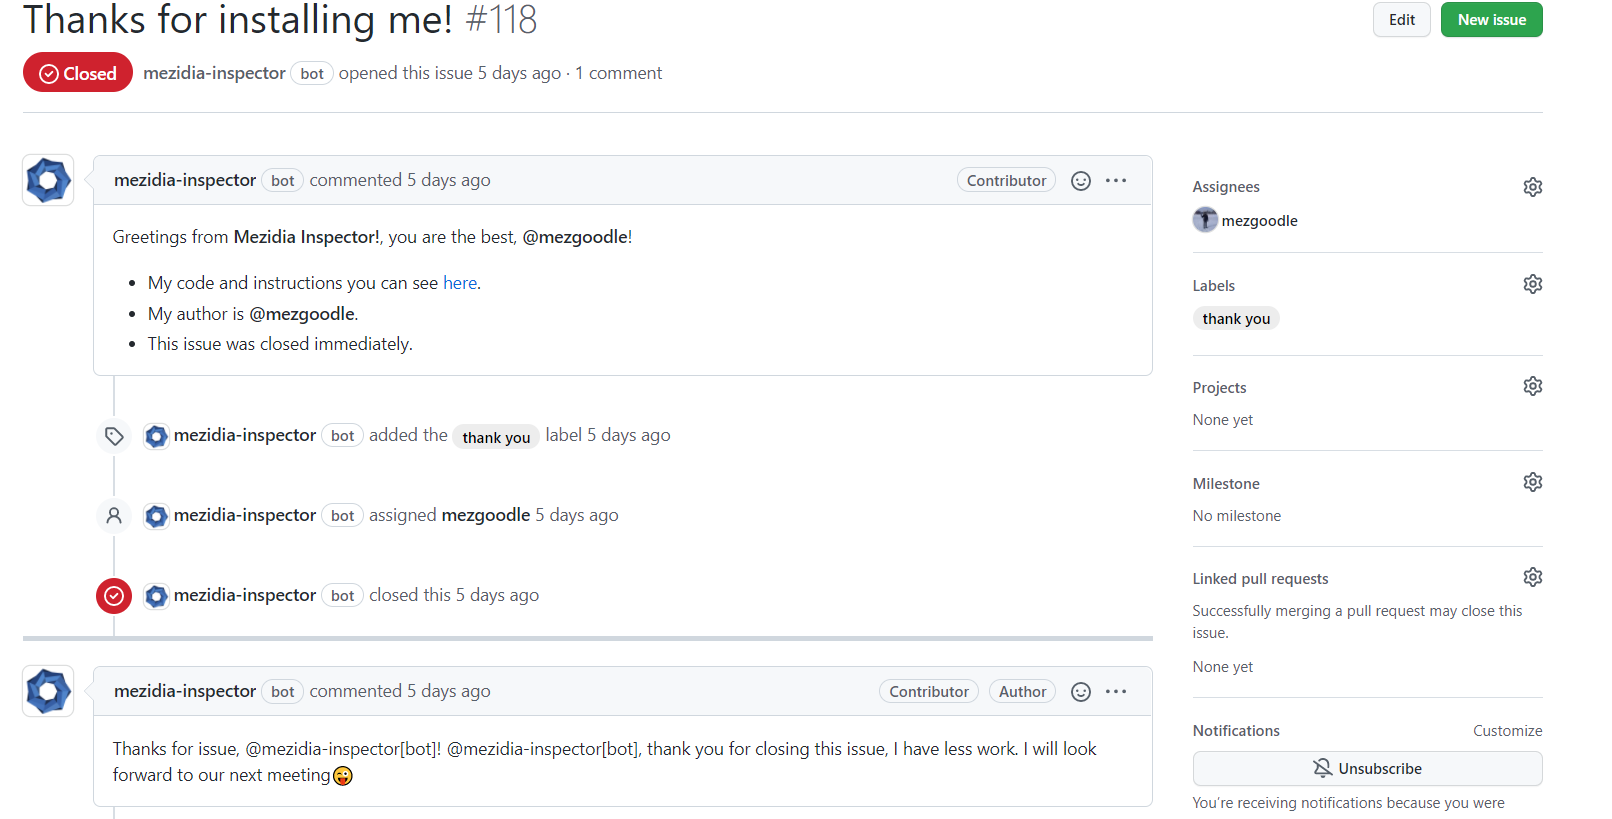 Thanks for installing me! #118
Edit
New issue
Closed
mezidia-inspector bot opened this issue 5 days ago · 1 comment
mezidia-inspector bot commented 5 days ago
Contributor
Greetings from Mezidia Inspector!, you are the best, @mezgoodle!
• My code and instructions you can see here.
• My author is @mezgoodle.
• This issue was closed immediately.
mezidia-inspector bot added the thank you label 5 days ago
mezidia-inspector bot assigned mezgoodle 5 days ago
mezidia-inspector bot closed this 5 days ago
mezidia-inspector bot commented 5 days ago
Contributor
Author
Thanks for issue, @mezidia-inspector[bot]! @mezidia-inspector[bot], thank you for closing this issue, I have less work. I will look
forward to our next meeting😜
Assignees
mezgoodle
Labels
thank you
Projects
None yet
Milestone
No milestone
Linked pull requests
Successfully merging a pull request may close this
issue.
None yet
Notifications
Customize
Unsubscribe
You're receiving notifications because you were